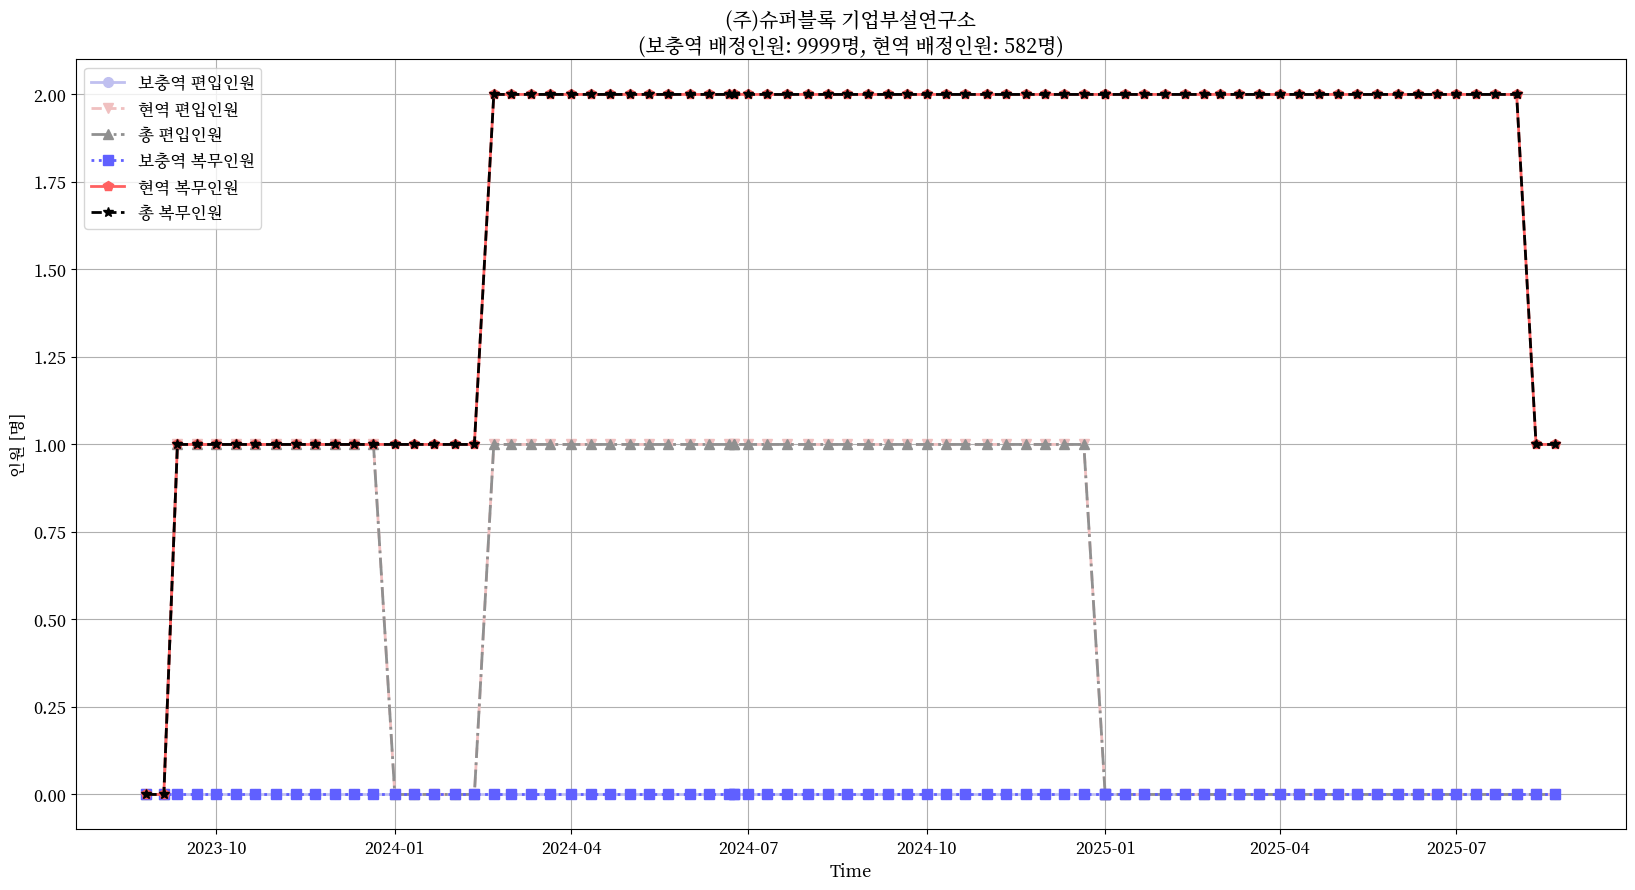 (주)슈퍼블록 기업부설연구소
(보충역 배정인원: 9999명, 현역 배정인원: 582명)
보충역 편입인원
현역 편입인원
총 편입인원
보충역 복무인원
현역 복무인원
총 복무인원
2.00
1.75
1.50
1.25
1.00
0.75
0.50
0.25
0.00
인원 [명]
2023-10
2024-01
2024-04
2024-07
2024-10
2025-01
2025-04
2025-07
Time